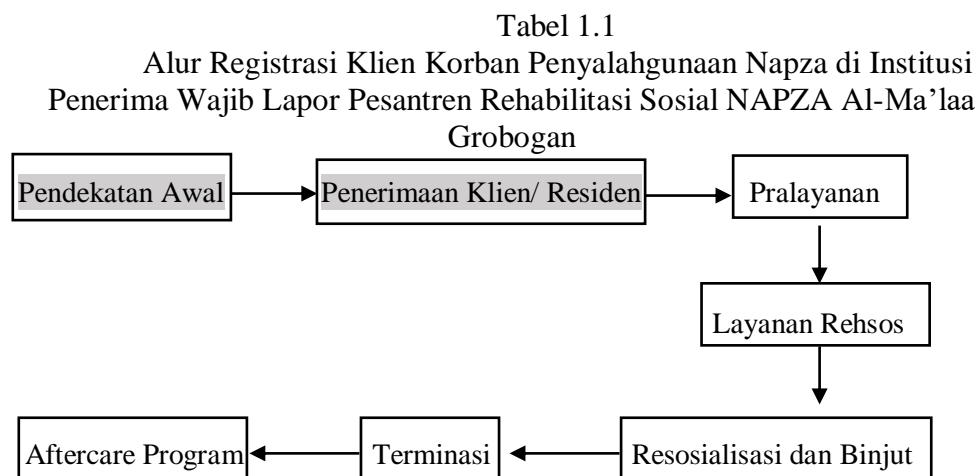 Tabel 1.1
Alur Registrasi Klien Korban Penyalahgunaan Napza di Institusi
Penerima Wajib Lapor Pesantren Rehabilitasi Sosial NAPZA Al-Ma’laa
Grobogan
Pendekatan Awal
Penerimaan Klien/ Residen
Pralayanan
Layanan Rehsos
Resosialisasi dan Binjut
Terminasi
Aftercare Program